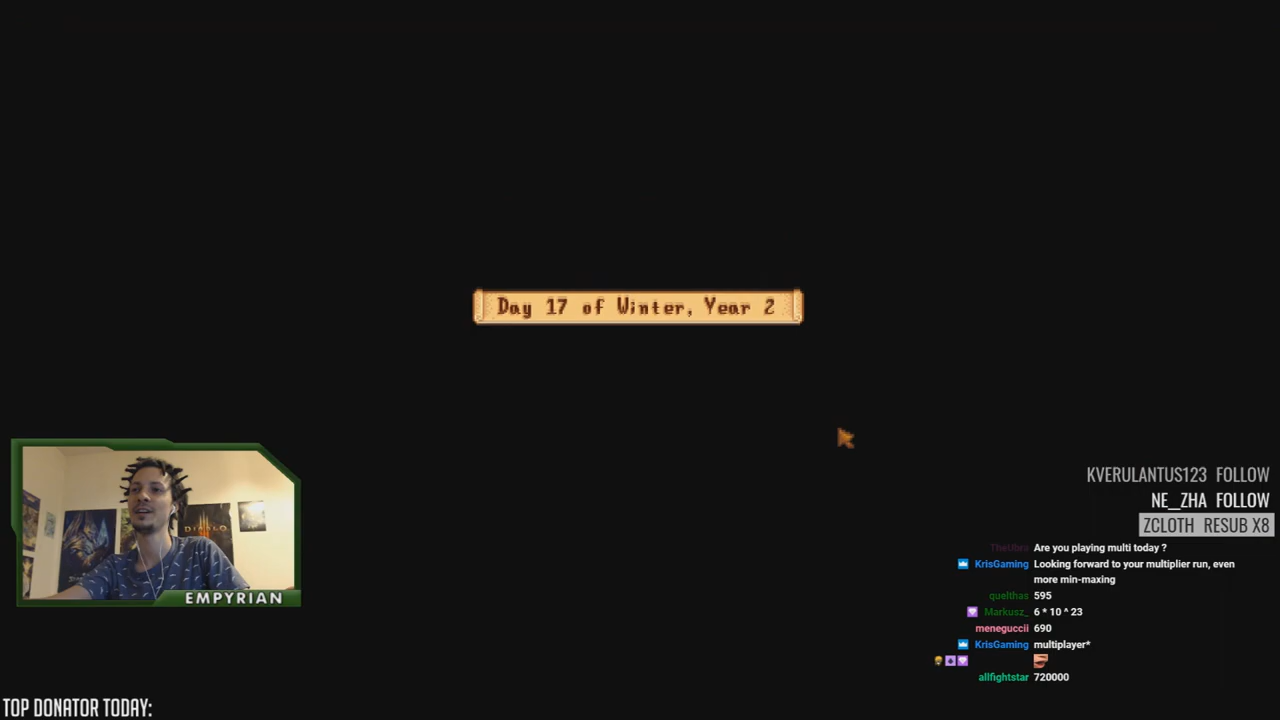 Day 17 of Winter, Year 2
DIABLO
EMPYRIAN
KVERULANTUS123 FOLLOW
NE__ZHA FOLLOW
ZCLOTH RESUB X8
Are you playing multi today ?
KrisGaming Looking forward to your multiplier run, even
more min-maxing
quelthas 595
Markusz_ 6 * 10 ^ 23
meneguccii 690
KrisGaming multiplayer*
allfightstar 720000
TOP DONATOR TODAY: